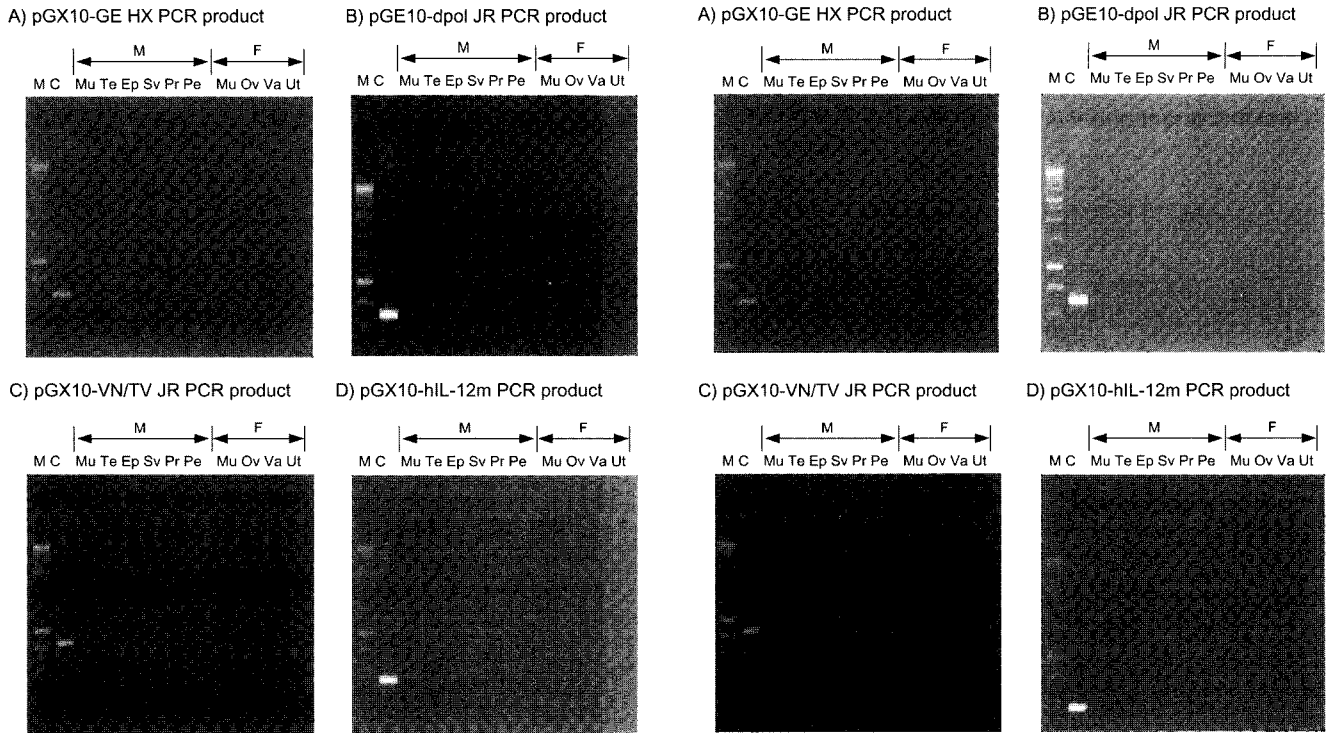 A) pGX10-GE HX PCR product
M F
M C Mu Te Ep Sv Pr Pe Mu Ov Va Ut
B) pGE10-dpol JR PCR product
M F
M C Mu Te Ep Sv Pr Pe Mu Ov Va Ut
A) pGX10-GE HX PCR product
M F
M C Mu Te Ep Sv Pr Pe Mu Ov Va Ut
B) pGE10-dpol JR PCR product
M F
M C Mu Te Ep Sv Pr Pe Mu Ov Va Ut
C) pGX10-VN/TV JR PCR product
M F
M C Mu Te Ep Sv Pr Pe Mu Ov Va Ut
D) pGX10-hIL-12m PCR product
M F
M C Mu Te Ep Sv Pr Pe Mu Ov Va Ut
C) pGX10-VN/TV JR PCR product
M F
M C Mu Te Ep Sv Pr Pe Mu Ov Va Ut
D) pGX10-hIL-12m PCR product
M F
M C Mu Te Ep Sv Pr Pe Mu Ov Va Ut